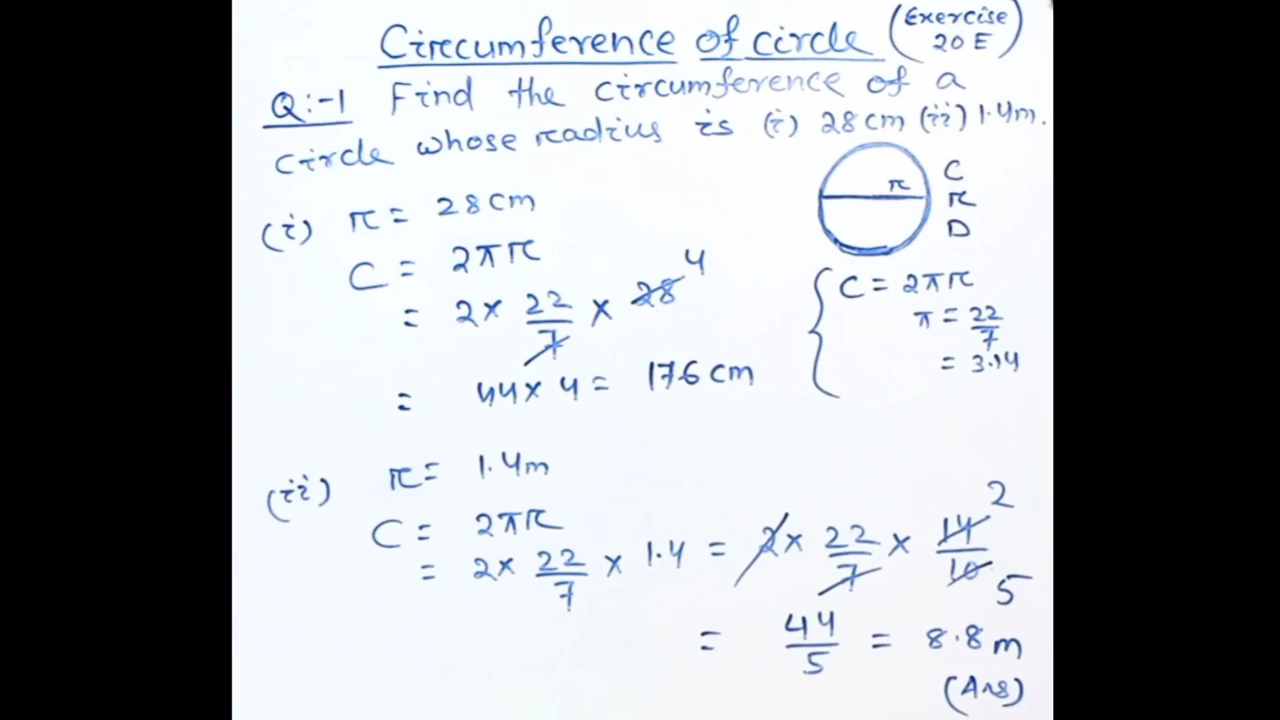 Circumference of circle (Exercise 20 E)
Q:-1 Find the circumference of a
circle whose radius is (i) 28 cm (ii) 1.4m.
r
C
r
D
(i) r = 28 cm
C = 2πr
= 2 × 22/7 × 28 4
= 44 × 4 = 176 cm
C = 2πr
π = 22/7
= 3.14
(ii) r = 1.4m
C = 2πr
= 2 × 22/7 × 1.4 = 2 × 22/7 × 14/10 2 5
= 44/5 = 8.8 m
(Ans)